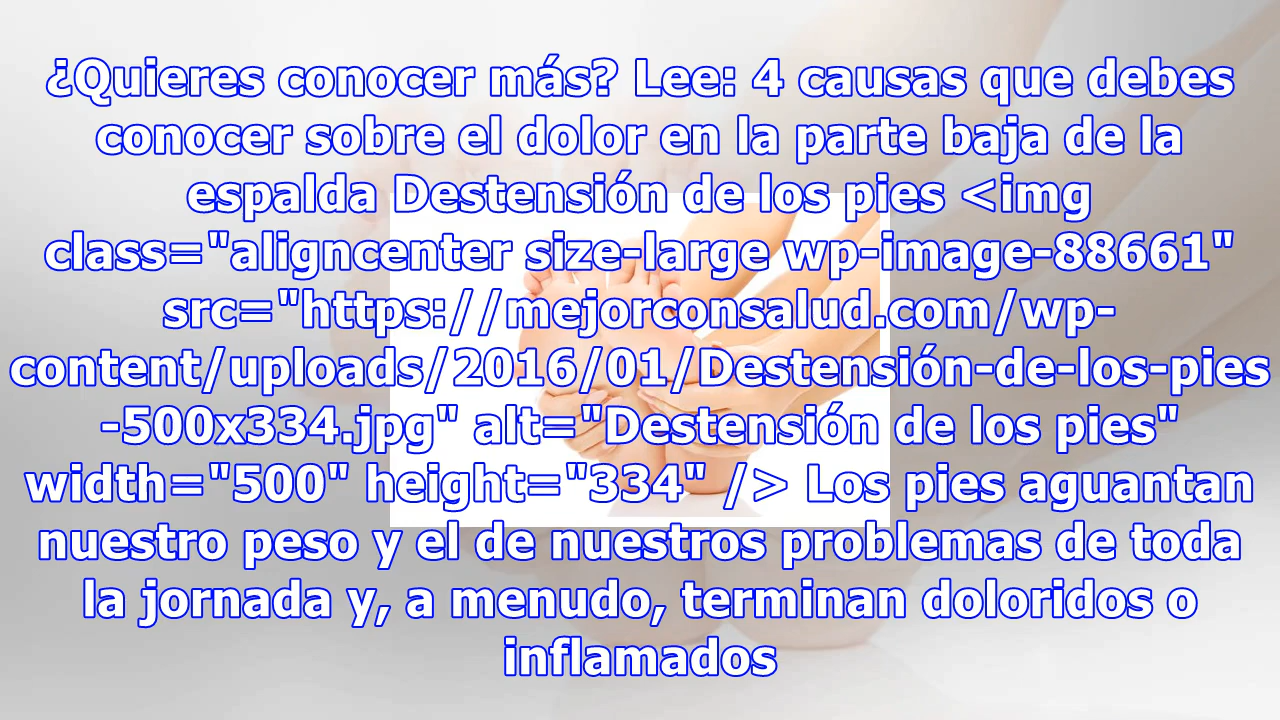 ¿Quieres conocer más? Lee: 4 causas que debes
conocer sobre el dolor en la parte baja de la
espalda Destensión de los pies <img
class="aligncenter size-large wp-image-88661"
src="https://mejorconsalud.com/wp-
content/uploads/2016/01/Destensión-de-los-pies
-500x334.jpg" alt="Destensión de los pies"
width="500" height="334" /> Los pies aguantan
nuestro peso y el de nuestros problemas de toda
la jornada y, a menudo, terminan doloridos o
inflamados